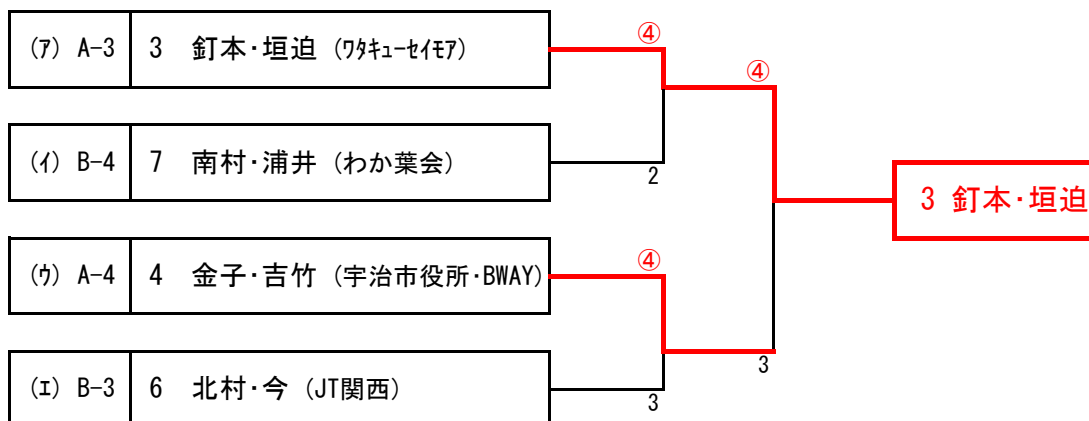 (ｱ) A-3 3 釘本･垣迫 (ﾜﾀｷｭｰｾｲﾓｱ)
④
④
(ｲ) B-4 7 南村･浦井 (わか葉会)
2
3 釘本･垣迫
(ｳ) A-4 4 金子･吉竹 (宇治市役所･BWAY)
④
3
(ｴ) B-3 6 北村･今 (JT関西)
3